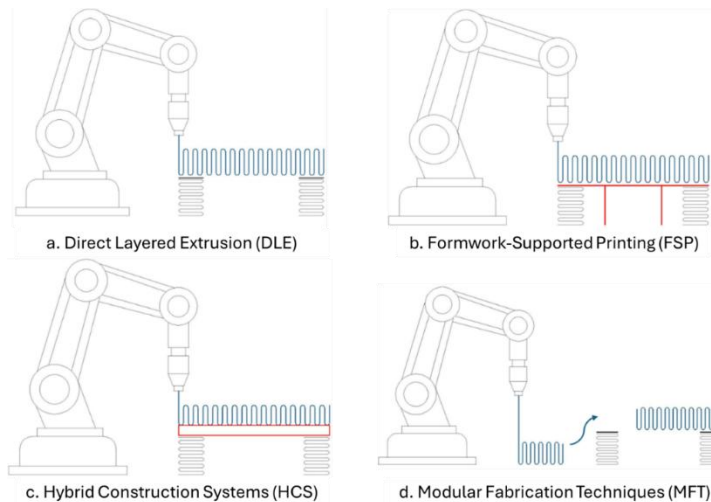 a. Direct Layered Extrusion (DLE)
b. Formwork-Supported Printing (FSP)
c. Hybrid Construction Systems (HCS)
d. Modular Fabrication Techniques (MFT)